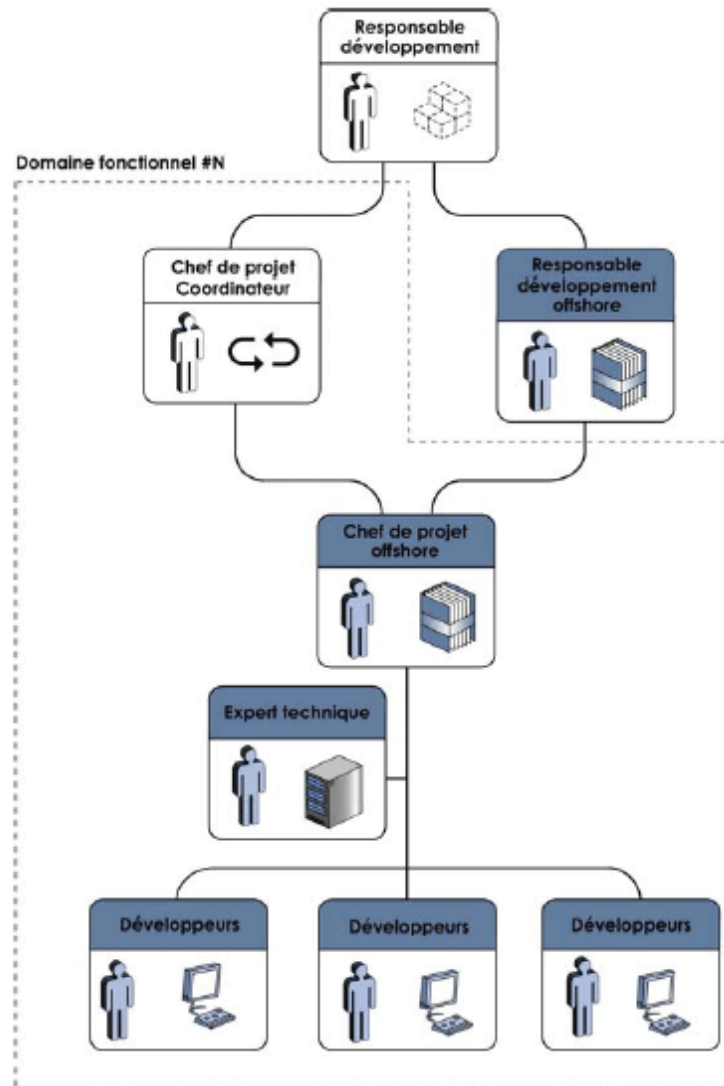 Responsable
développement
Domaine fonctionnel #N
Chef de projet
Coordinateur
Responsable
développement
offshore
Chef de projet
offshore
Expert technique
Développeurs
Développeurs
Développeurs